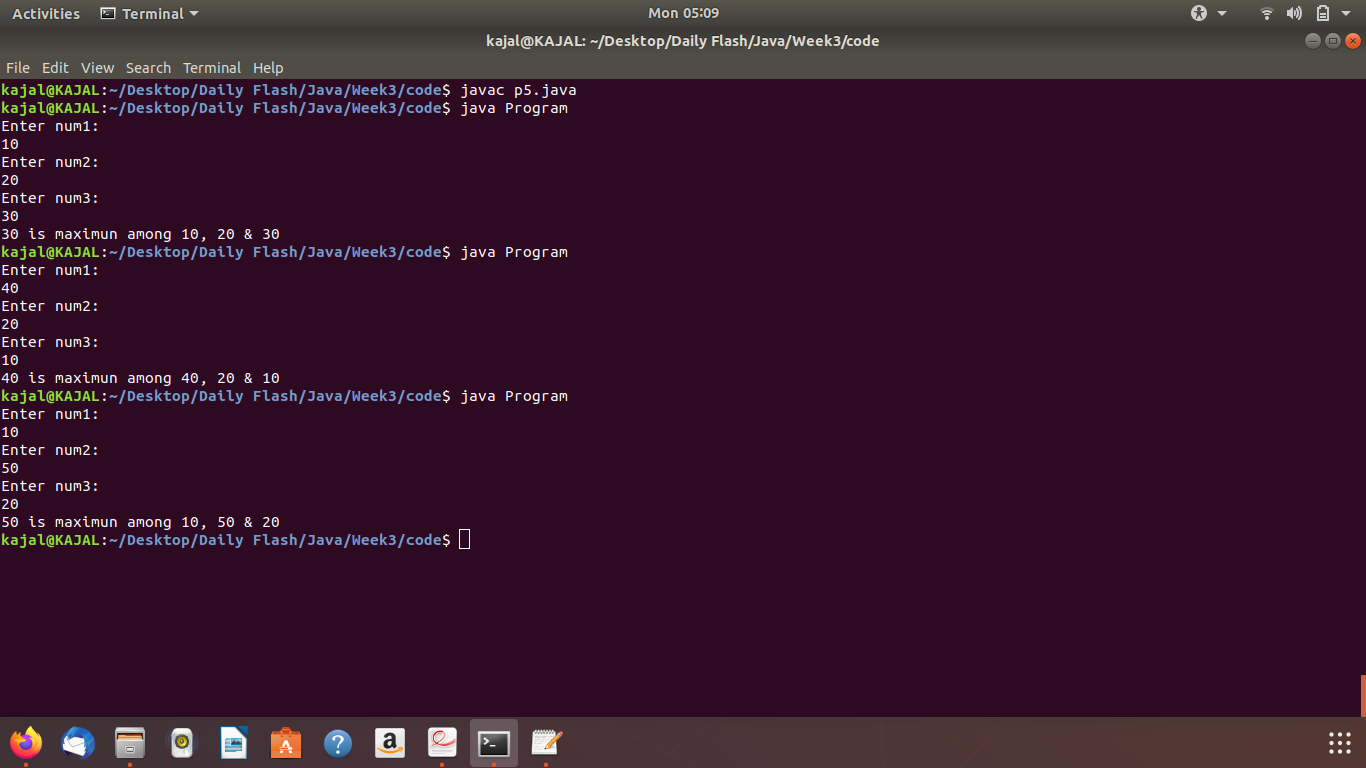 Activities Terminal Mon 05:09
kajal@KAJAL: ~/Desktop/Daily Flash/Java/Week3/code
File Edit View Search Terminal Help
kajal@KAJAL:~/Desktop/Daily Flash/Java/Week3/code$ javac p5.java
kajal@KAJAL:~/Desktop/Daily Flash/Java/Week3/code$ java Program
Enter num1:
10
Enter num2:
20
Enter num3:
30
30 is maximun among 10, 20 & 30
kajal@KAJAL:~/Desktop/Daily Flash/Java/Week3/code$ java Program
Enter num1:
40
Enter num2:
20
Enter num3:
10
40 is maximun among 40, 20 & 10
kajal@KAJAL:~/Desktop/Daily Flash/Java/Week3/code$ java Program
Enter num1:
10
Enter num2:
50
Enter num3:
20
50 is maximun among 10, 50 & 20
kajal@KAJAL:~/Desktop/Daily Flash/Java/Week3/code$